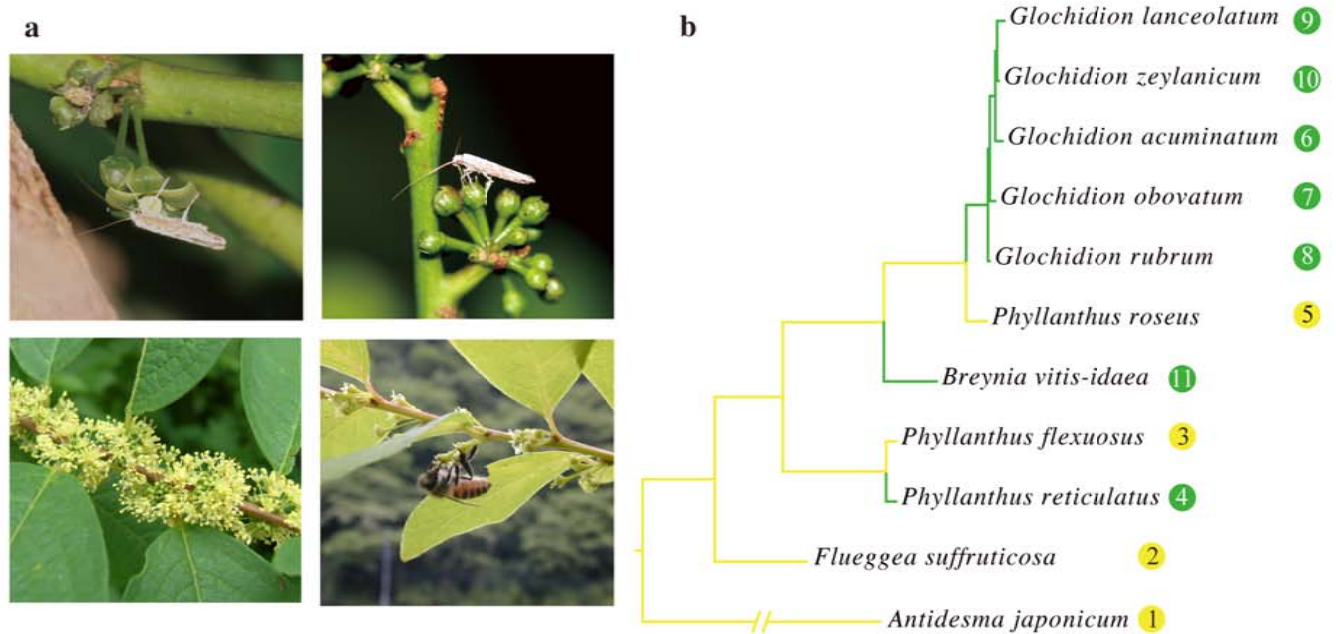 a
b
Glochidion lanceolatum 9
Glochidion zeylanicum 10
Glochidion acuminatum 6
Glochidion obovatum 7
Glochidion rubrum 8
Phyllanthus roseus 5
Breynia vitis-idaea 11
Phyllanthus flexuosus 3
Phyllanthus reticulatus 4
Flueggea suffruticosa 2
Antidesma japonicum 1